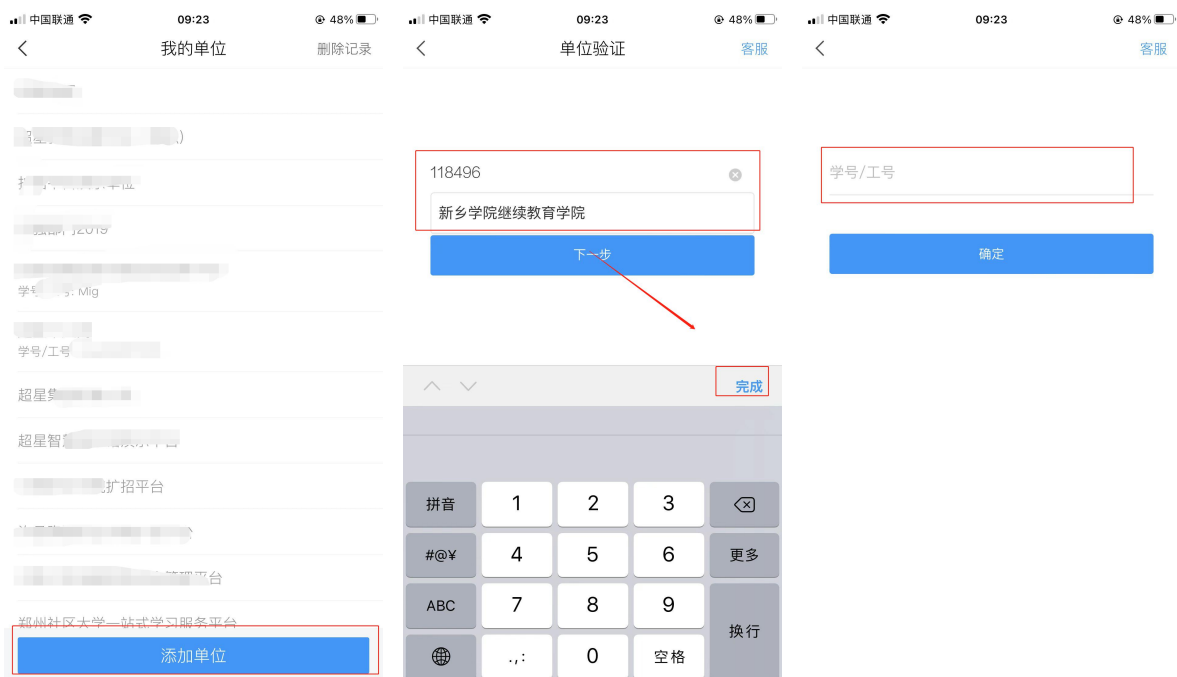 中国联通
09:23
48%
我的单位
删除记录
2019
: Mig
学号/工号
超星
超星智
扩招平台
平台
郑州社区大学一站式学习服务平台
添加单位
中国联通
09:23
48%
单位验证
客服
118496
新乡学院继续教育学院
下一步
完成
拼音
1
2
3
#@¥
4
5
6
更多
ABC
7
8
9
换行
.,:
0
空格
中国联通
09:23
48%
客服
学号/工号
确定